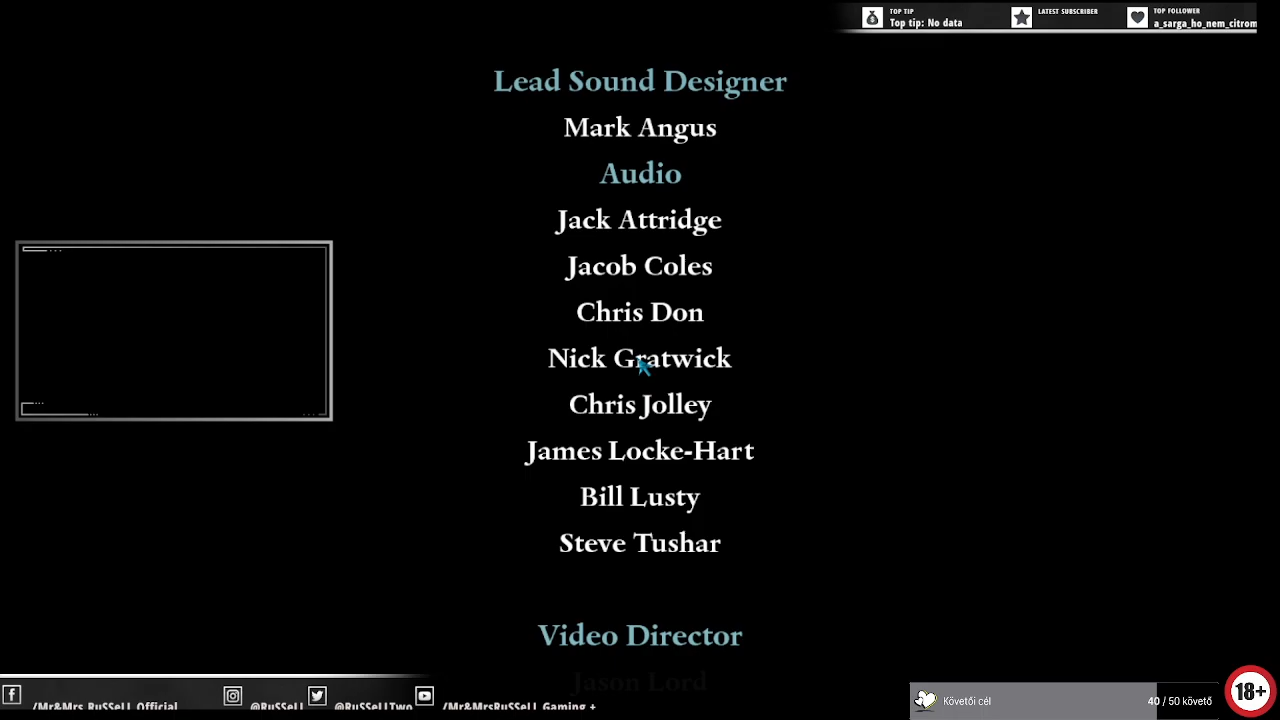 TOP TIP
Top tip: No data
LATEST SUBSCRIBER
TOP FOLLOWER
a_sarga_ho_nem_citrom
Lead Sound Designer
Mark Angus
Audio
Jack Attridge
Jacob Coles
Chris Don
Nick Gratwick
Chris Jolley
James Locke-Hart
Bill Lusty
Steve Tushar
Video Director
Jason Lord
/Mr&Mrs RuSSeLL Official
@RuSSeLL
@RuSSeLLTwo
/Mr&MrsRuSSeLL Gaming +
Követői cél
40 / 50 követő
18+